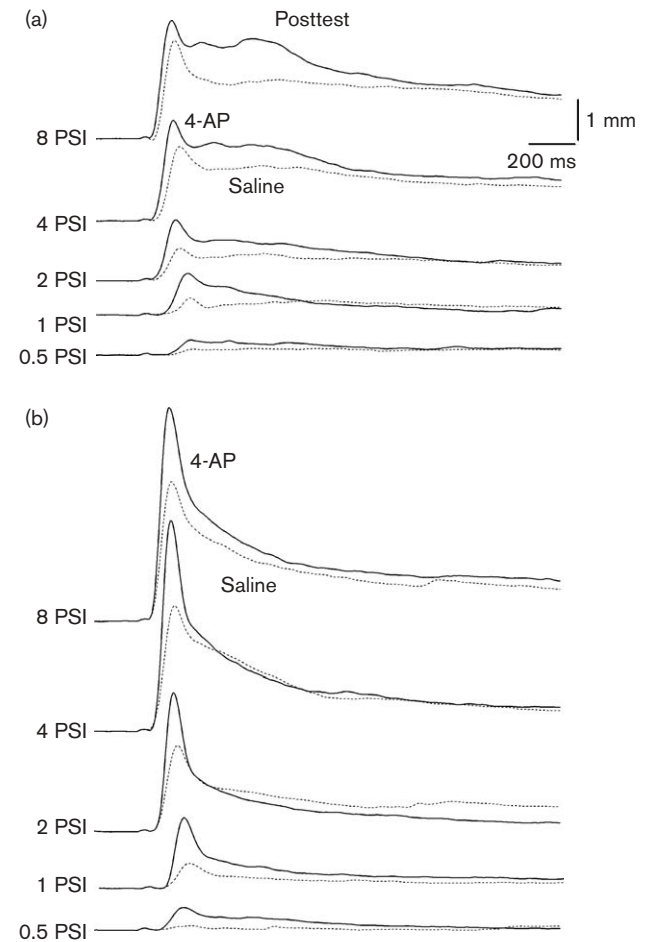 (a)
Posttest
4-AP
1 mm
8 PSI
200 ms
Saline
4 PSI
2 PSI
1 PSI
0.5 PSI
(b)
4-AP
Saline
8 PSI
4 PSI
2 PSI
1 PSI
0.5 PSI